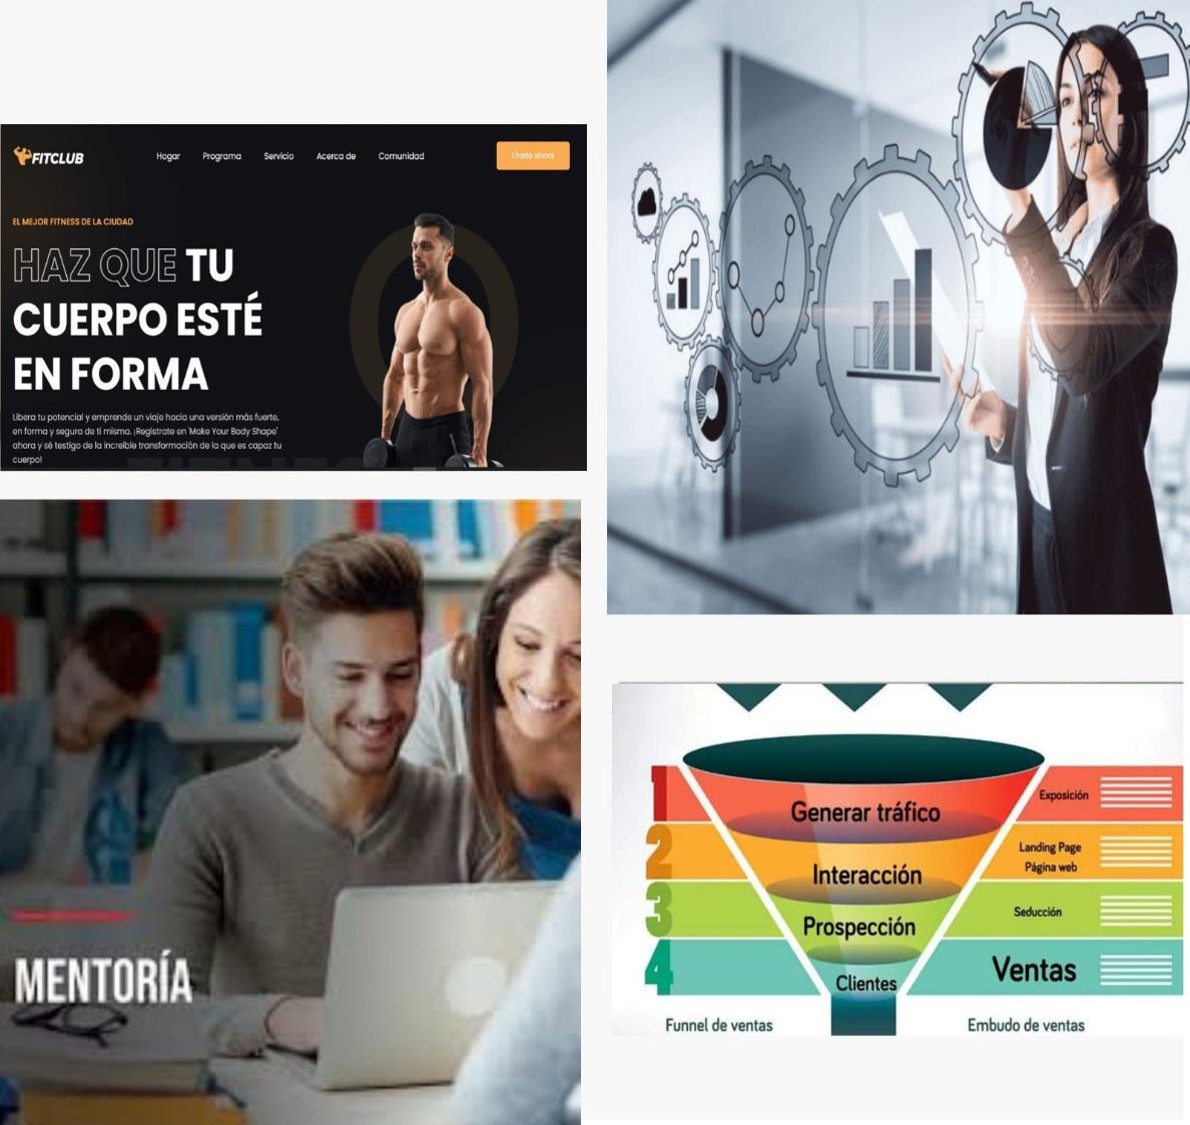 FITCLUB
Hogar Programa Servicio Acerca de Comunidad
Únete ahora
EL MEJOR FITNESS DE LA CIUDAD
HAZ QUE TU
CUERPO ESTÉ
EN FORMA
Libera tu potencial y emprende un viaje hacia una versión más fuerte,
en forma y segura de ti misma. ¡Regístrate en 'Make Your Body Shape'
ahora y sé testigo de la increíble transformación de la que es capaz tu
cuerpo!
MENTORÍA
1 Generar tráfico Exposición
2 Interacción Landing Page
Página web
3 Prospección Seducción
4 Clientes Ventas
Funnel de ventas Embudo de ventas